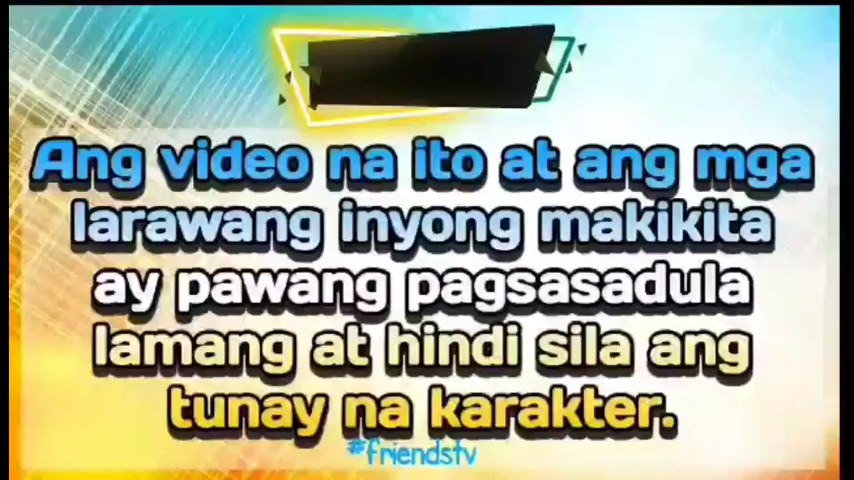 Ang video na ito at ang mga
larawang inyong makikita
ay pawang pagsasadula
lamang at hindi sila ang
tunay na karakter.
#friendstv